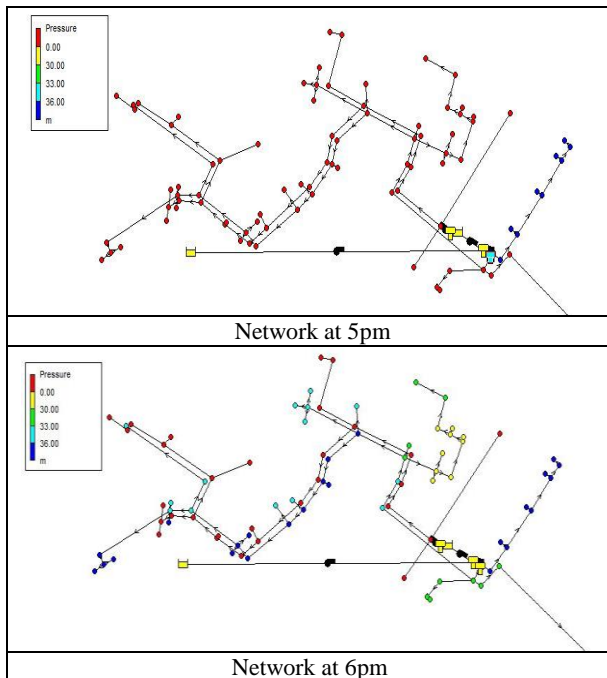 Pressure
0.00
30.00
33.00
36.00
m
Network at 5pm
Pressure
0.00
30.00
33.00
36.00
m
Network at 6pm